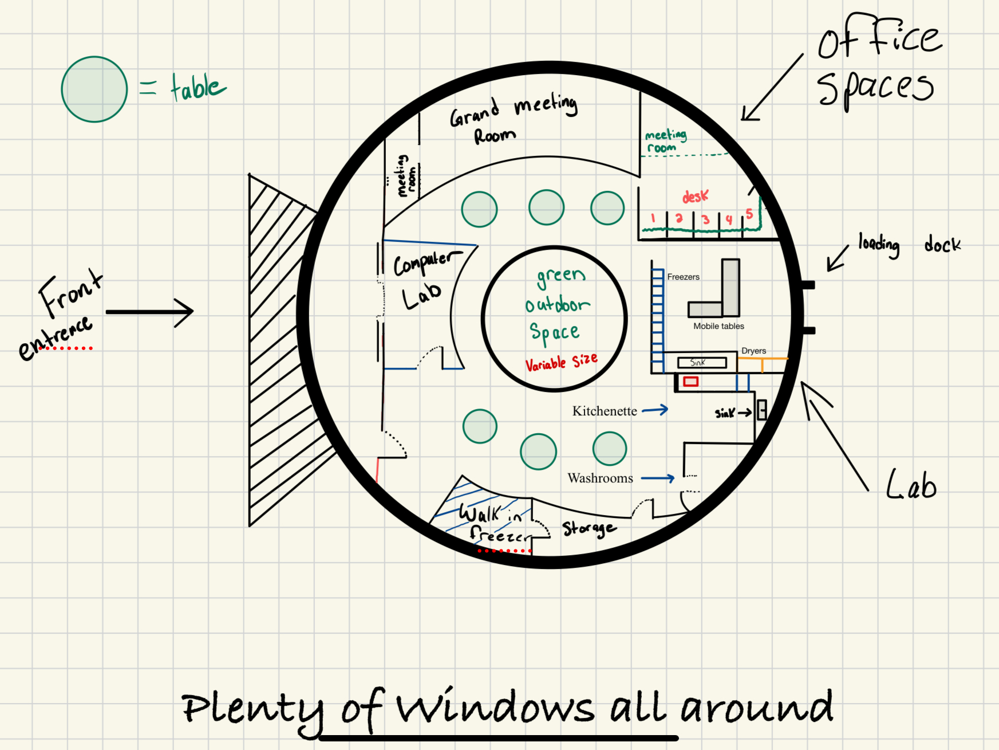 office
spaces
= table
Grand meeting
Room
meeting
room
meeting
room
desk
1 2 3 4 5
loading dock
Computer
Lab
green
outdoor
Space
Variable Size
Freezers
Mobile tables
Front
entrence
Dryers
Sink
Kitchenette
sink
Washrooms
Lab
Walk in
freezer
Storage
Plenty of Windows all around